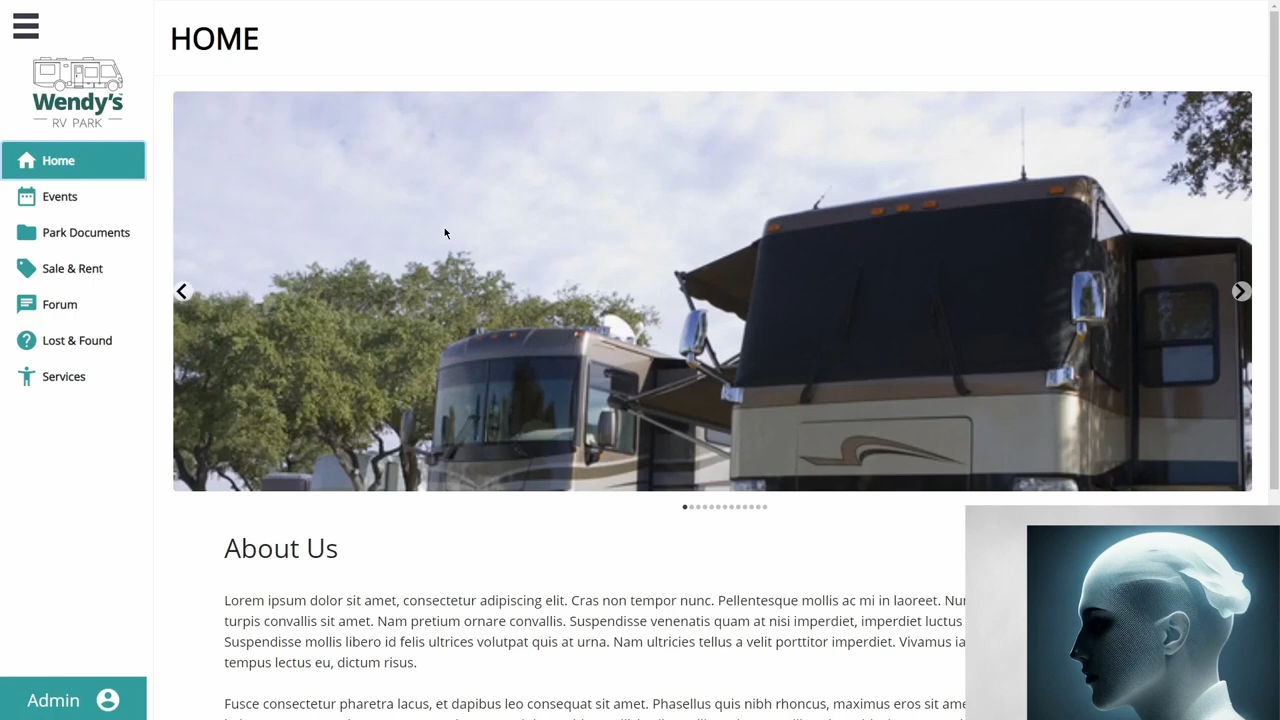 HOME
Wendy's
RV PARK
Home
Events
Park Documents
Sale & Rent
Forum
Lost & Found
Services
Admin
About Us
Lorem ipsum dolor sit amet, consectetur adipiscing elit. Cras non tempor nunc. Pellentesque mollis ac mi in laoreet.
turpis convallis sit amet. Nam pretium ornare convallis. Suspendisse venenatis quam at nisi imperdiet, imperdiet luctus
Suspendisse mollis libero id felis ultrices volutpat quis at urna. Nam ultricies tellus a velit porttitor imperdiet. Vivamus
tempus lectus eu, dictum risus.
Fusce consectetur pharetra lacus, et dapibus leo consequat sit amet. Phasellus quis nibh rhoncus, maximus eros sit